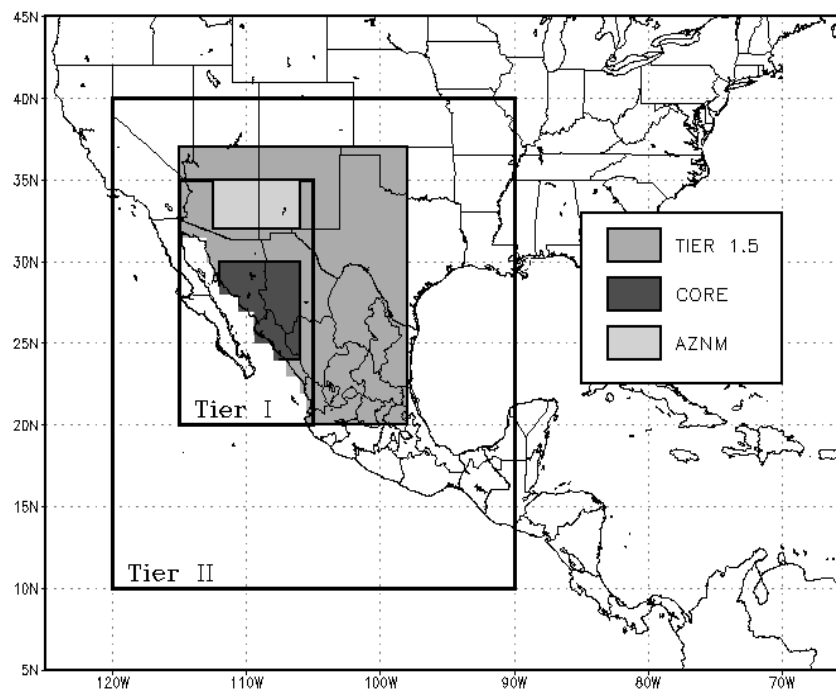 45N
40N
35N
30N
TIER 1.5
CORE
25N
AZNM
Tier I
20N
15N
Tier II
10N
5N
120W
110W
100W
90W
80W
70W